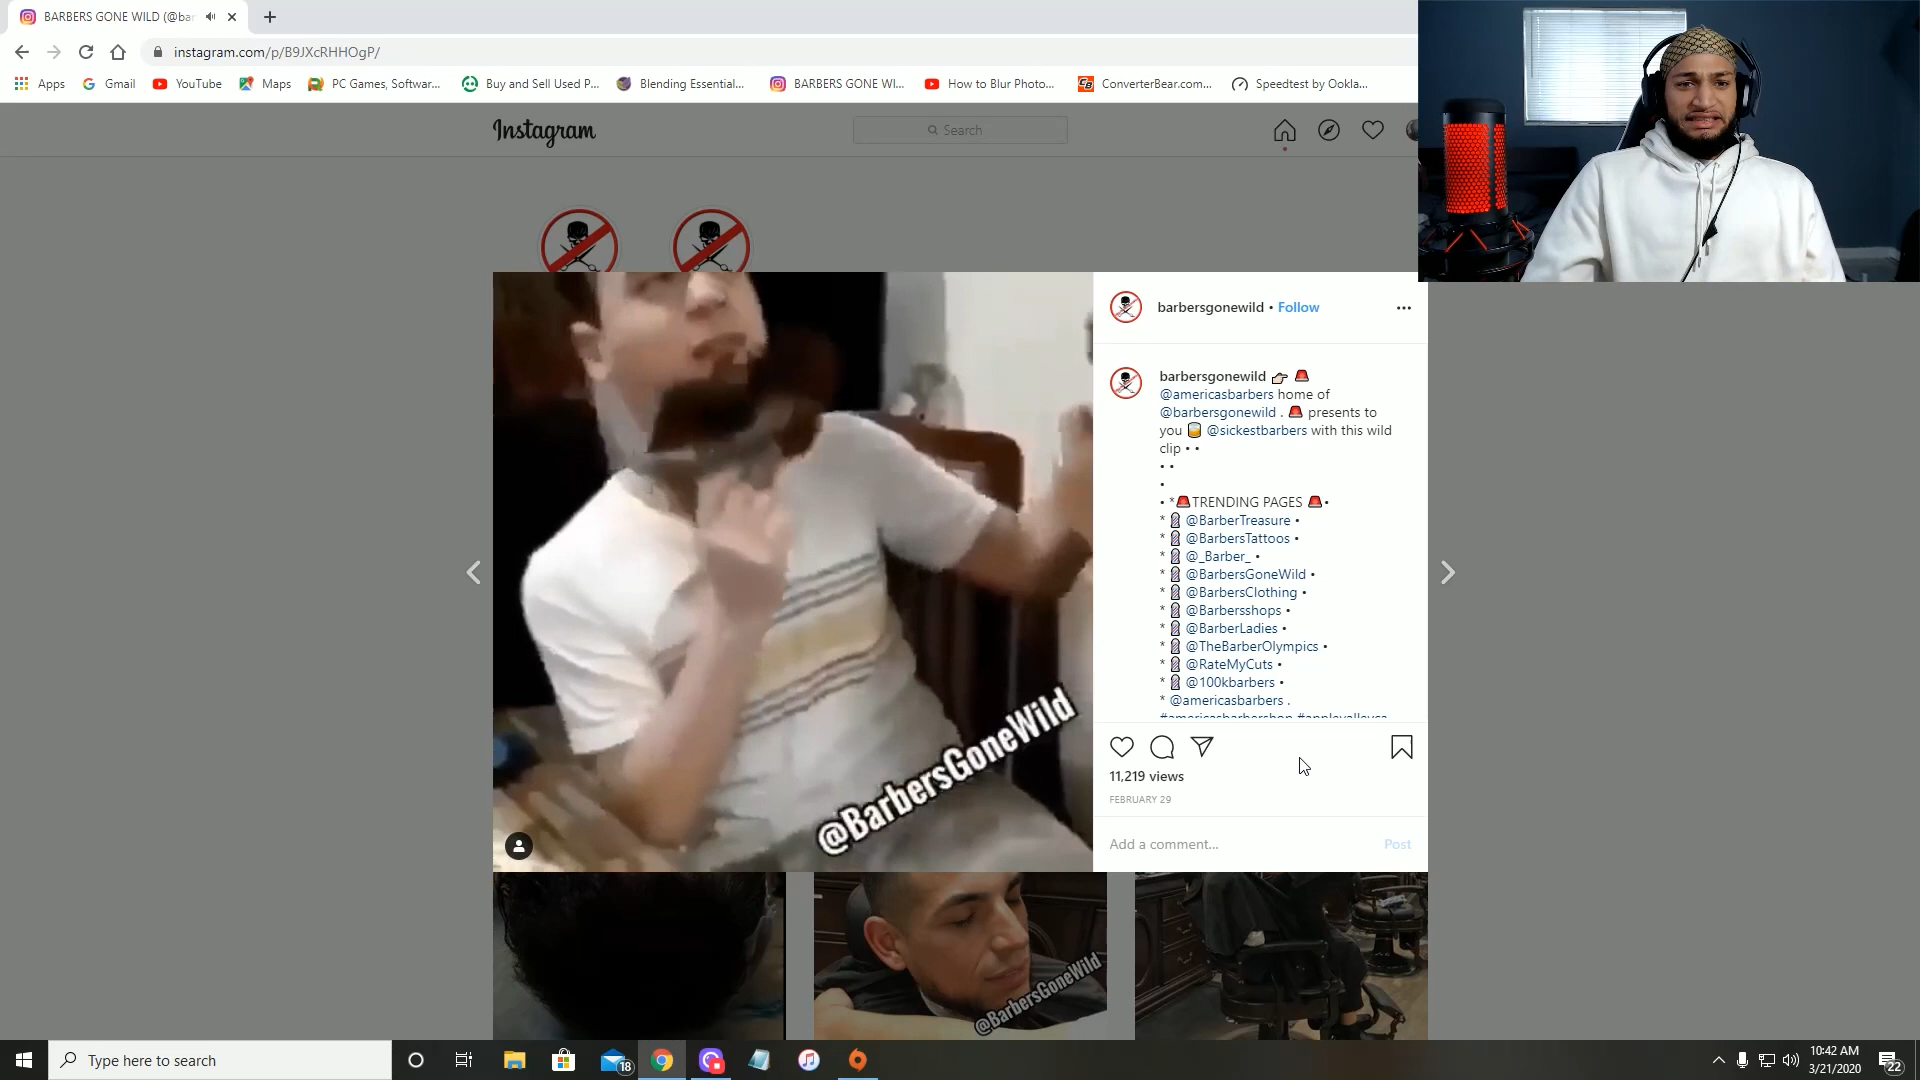 BARBERS GONE WILD (@bar
instagram.com/p/B9JXcRHHOgP/
Apps
Gmail
YouTube
Maps
PC Games, Softwar...
Buy and Sell Used P...
Blending Essential...
BARBERS GONE WI...
How to Blur Photo...
ConverterBear.com...
Speedtest by Ookla...
Instagram
Search
barbersgonewild • Follow
barbersgonewild
@americasbarbers home of
@barbersgonewild . 🚨 presents to
you 🥃 @sickestbarbers with this wild
clip • •
• •
•
• *🚨TRENDING PAGES 🚨•
* 💈 @BarberTreasure •
* 💈 @BarbersTattoos •
* 💈 @_Barber_ •
* 💈 @BarbersGoneWild •
* 💈 @BarbersClothing •
* 💈 @Barbersshops •
* 💈 @BarberLadies •
* 💈 @TheBarberOlympics •
* 💈 @RateMyCuts •
* 💈 @100kbarbers •
* @americasbarbers .
#americasbarbershop #applevalleyca
11,219 views
FEBRUARY 29
Add a comment...
Post
@BarbersGoneWild
@BarbersGoneWild
Type here to search
18
10:42 AM
3/21/2020
22